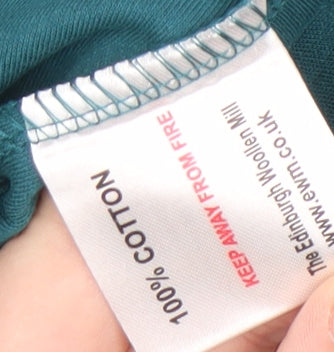 100% COTTON
KEEP AWAY FROM FIRE
The Edinburgh Woollen Mill
www.ewm.co.uk